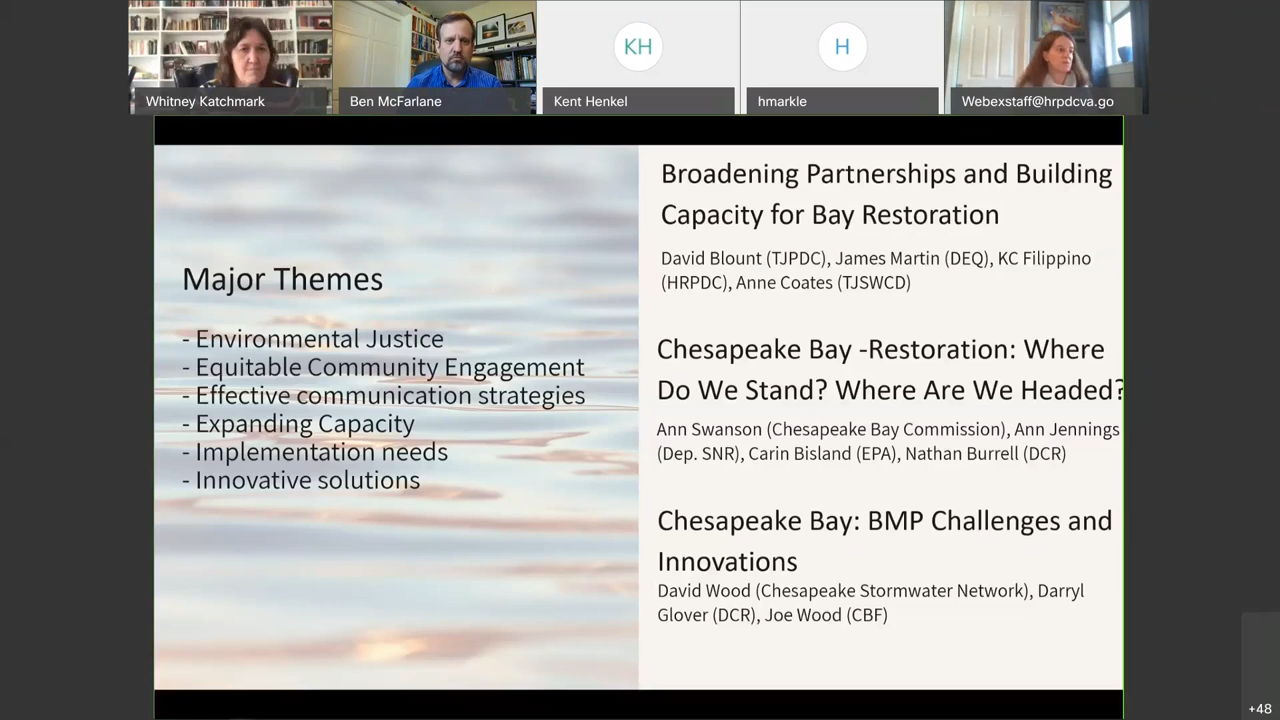 KH
H
Whitney Katchmark
Ben McFarlane
Kent Henkel
hmarkle
Webexstaff@hrpdcva.go
Major Themes
- Environmental Justice
- Equitable Community Engagement
- Effective communication strategies
- Expanding Capacity
- Implementation needs
- Innovative solutions
Broadening Partnerships and Building
Capacity for Bay Restoration
David Blount (TJPDC), James Martin (DEQ), KC Filippino
(HRPDC), Anne Coates (TJSWCD)
Chesapeake Bay -Restoration: Where
Do We Stand? Where Are We Headed?
Ann Swanson (Chesapeake Bay Commission), Ann Jennings
(Dep. SNR), Carin Bisland (EPA), Nathan Burrell (DCR)
Chesapeake Bay: BMP Challenges and
Innovations
David Wood (Chesapeake Stormwater Network), Darryl
Glover (DCR), Joe Wood (CBF)
+48